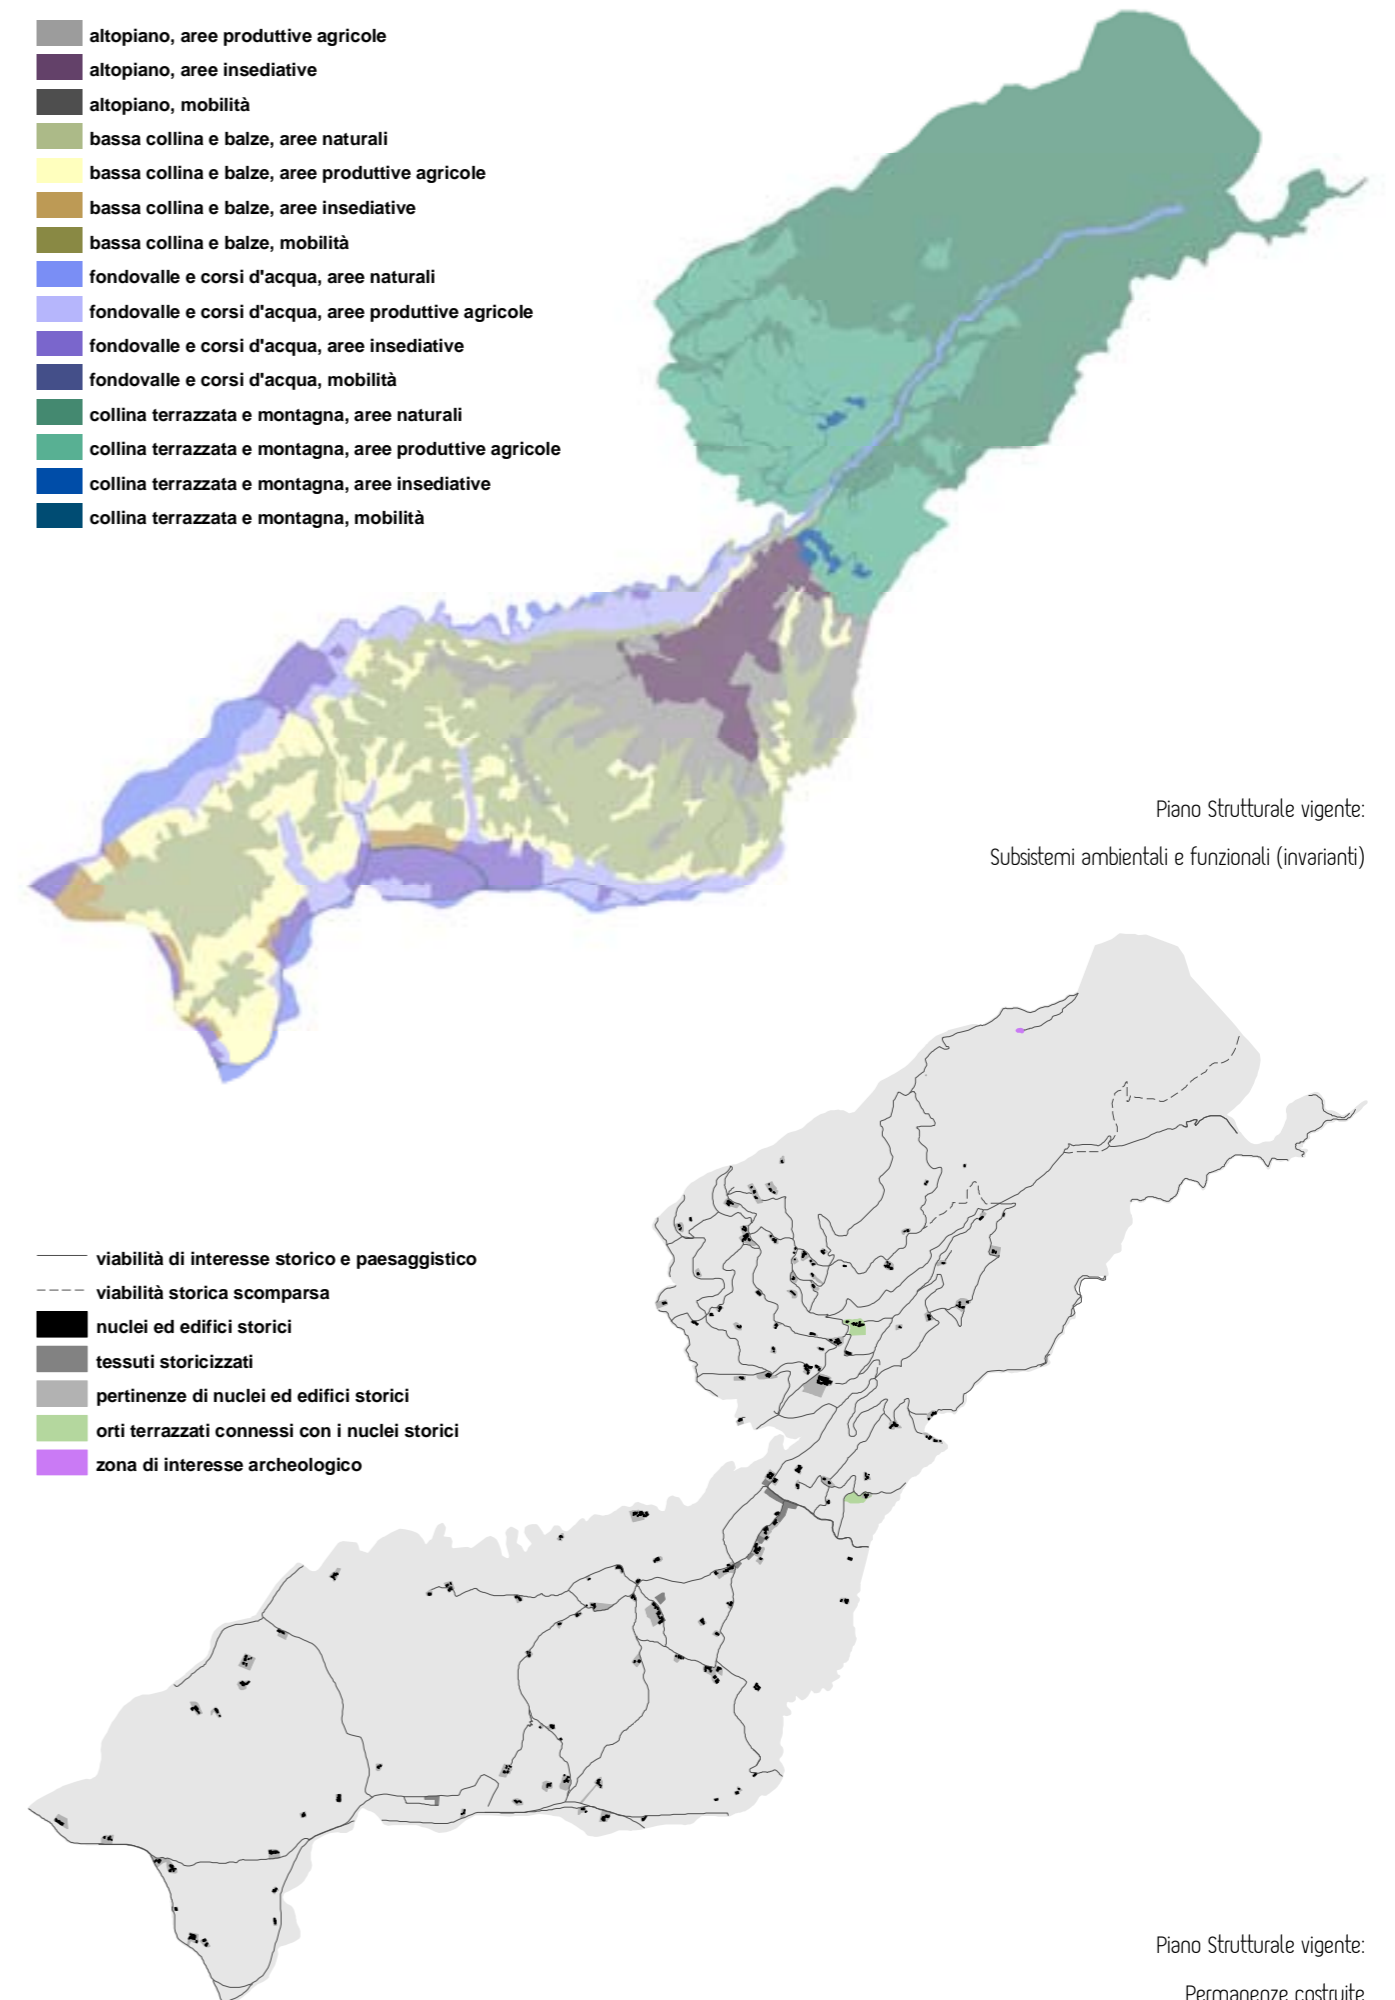 altopiano, aree produttive agricole
altopiano, aree insediative
altopiano, mobilità
bassa collina e balze, aree naturali
bassa collina e balze, aree produttive agricole
bassa collina e balze, aree insediative
bassa collina e balze, mobilità
fondovalle e corsi d'acqua, aree naturali
fondovalle e corsi d'acqua, aree produttive agricole
fondovalle e corsi d'acqua, aree insediative
fondovalle e corsi d'acqua, mobilità
collina terrazzata e montagna, aree naturali
collina terrazzata e montagna, aree produttive agricole
collina terrazzata e montagna, aree insediative
collina terrazzata e montagna, mobilità
Piano Strutturale vigente:
Subsistemi ambientali e funzionali (invarianti)
viabilità di interesse storico e paesaggistico
viabilità storica scomparsa
nuclei ed edifici storici
tessuti storicizzati
pertinenze di nuclei ed edifici storici
orti terrazzati connessi con i nuclei storici
zona di interesse archeologico
Piano Strutturale vigente:
Permanenze costruite